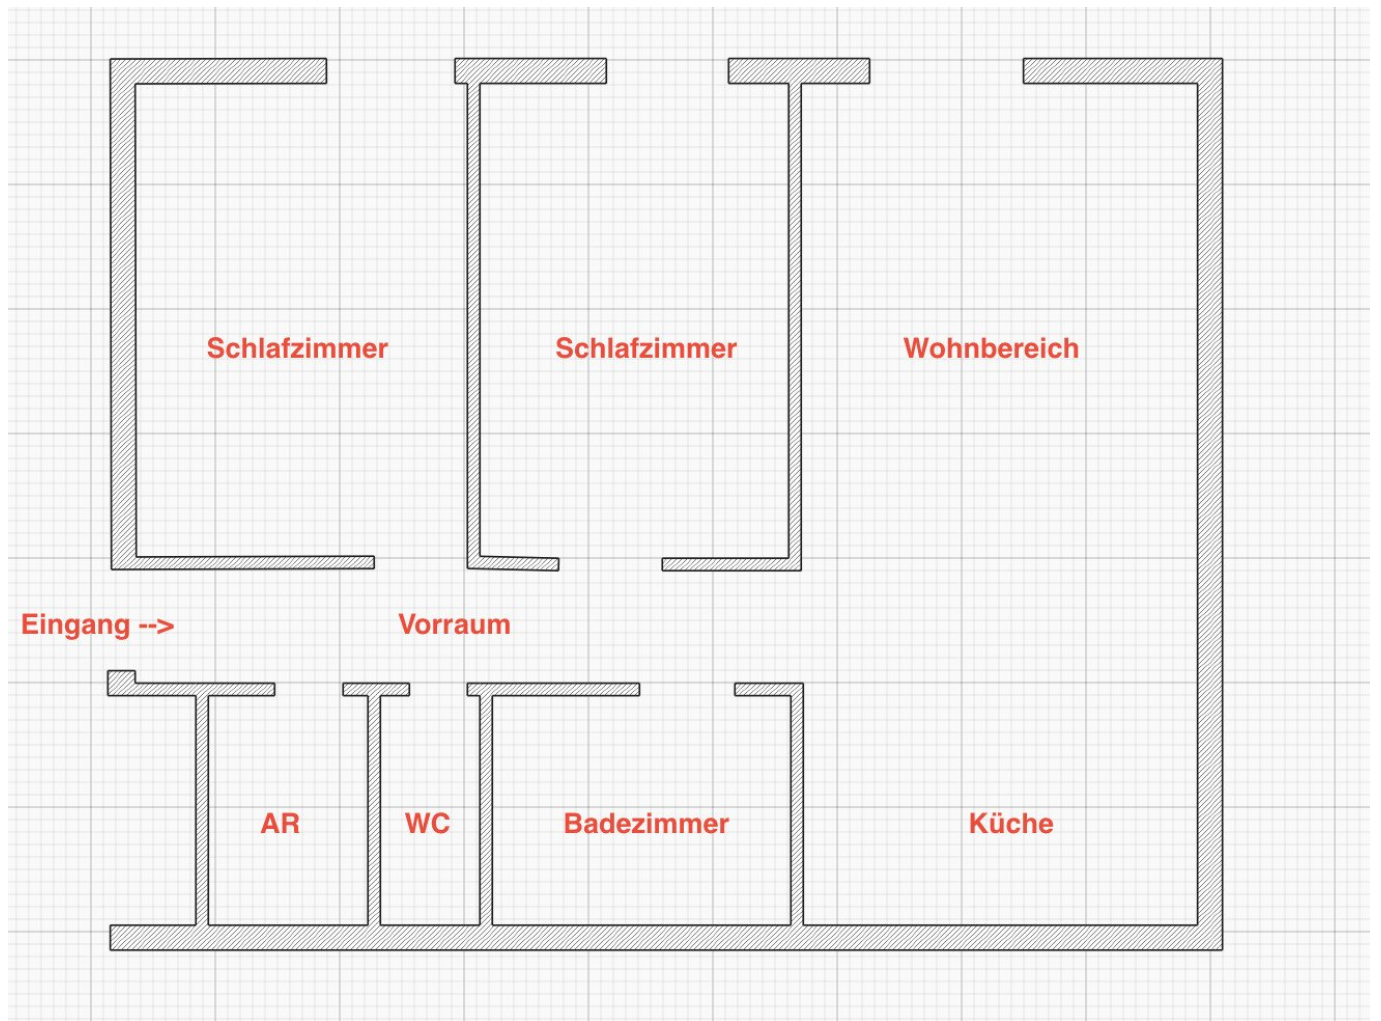 Schlafzimmer
Schlafzimmer
Wohnbereich
Eingang -->
Vorraum
AR
WC
Badezimmer
Küche